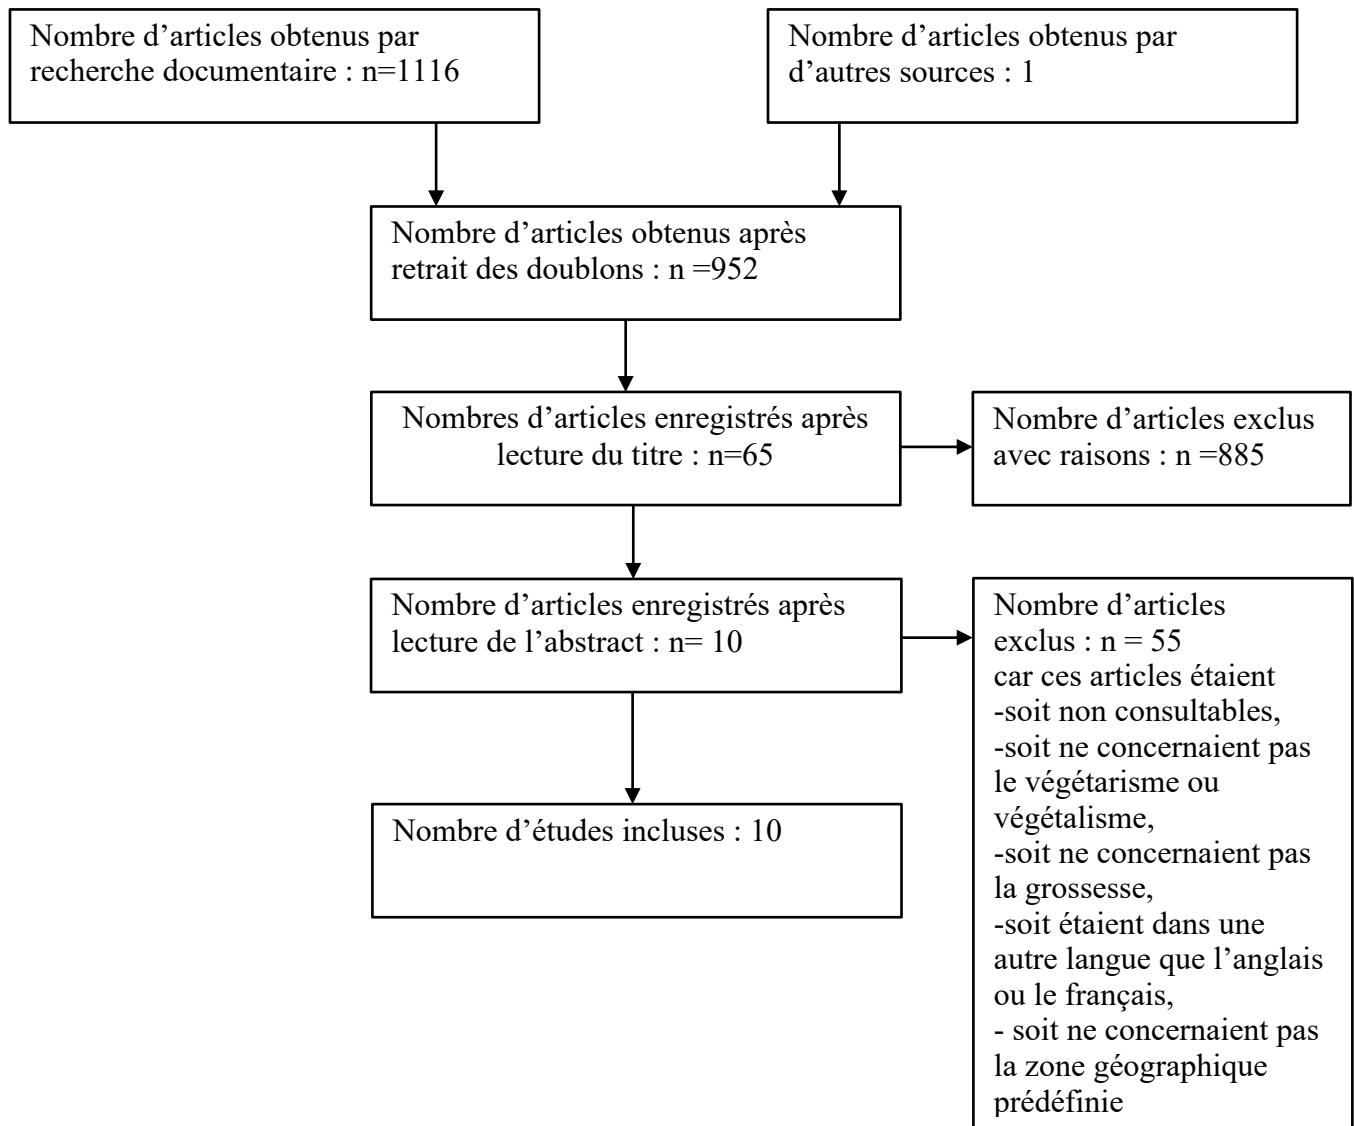 Nombre d’articles obtenus par
recherche documentaire : n=1116
Nombre d’articles obtenus par
d’autres sources : 1
Nombre d’articles obtenus après
retrait des doublons : n =952
Nombres d’articles enregistrés après
lecture du titre : n=65
Nombre d’articles exclus
avec raisons : n =885
Nombre d’articles enregistrés après
lecture de l’abstract : n= 10
Nombre d’articles
exclus : n = 55
car ces articles étaient
-soit non consultables,
-soit ne concernaient pas
le végétarisme ou
végétalisme,
-soit ne concernaient pas
la grossesse,
-soit étaient dans une
autre langue que l’anglais
ou le français,
- soit ne concernaient pas
la zone géographique
prédéfinie
Nombre d’études incluses : 10